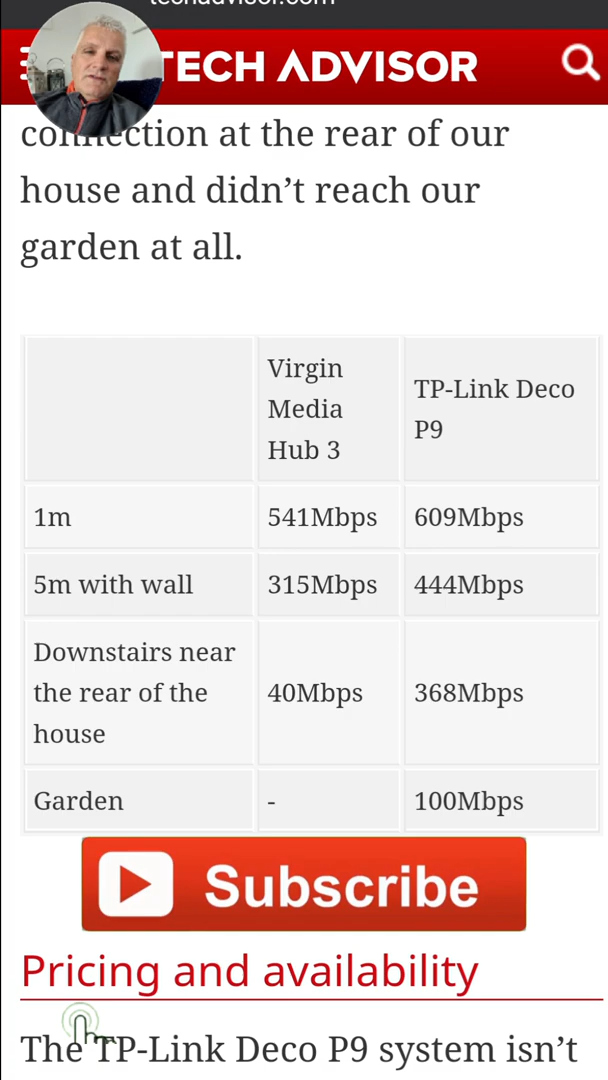 techadvisor.com
TECH ADVISOR
connection at the rear of our
house and didn’t reach our
garden at all.
Virgin
Media
Hub 3
TP-Link Deco
P9
1m
541Mbps
609Mbps
5m with wall
315Mbps
444Mbps
Downstairs near
the rear of the
house
40Mbps
368Mbps
Garden
-
100Mbps
Subscribe
Pricing and availability
The TP-Link Deco P9 system isn’t